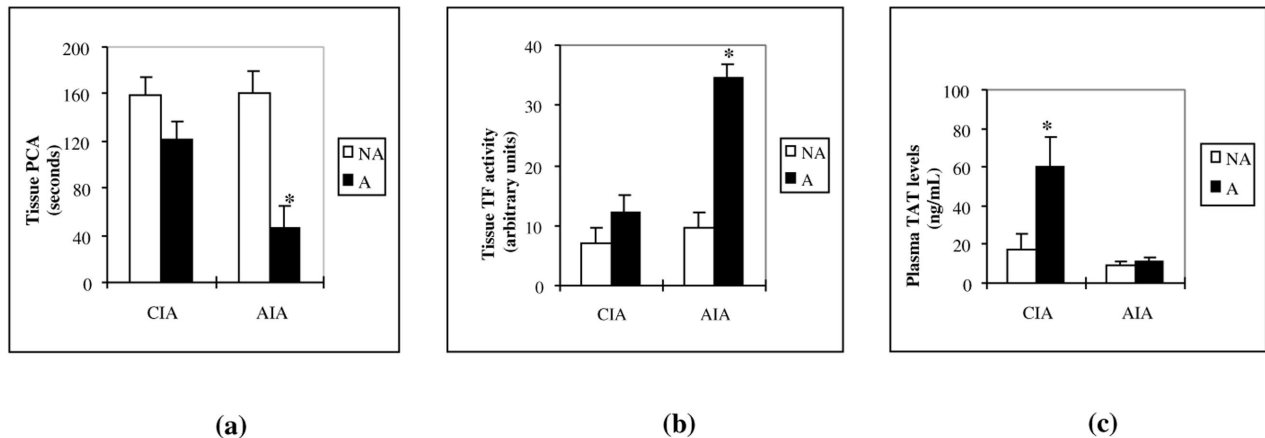 Tissue PCA
(seconds)
200
160
120
80
40
0
*
CIA
AIA
NA
A
(a)
Tissue TF activity
(arbitrary units)
40
30
20
10
0
*
CIA
AIA
NA
A
(b)
Plasma TAT levels
(ng/mL)
100
80
60
40
20
0
*
CIA
AIA
NA
A
(c)